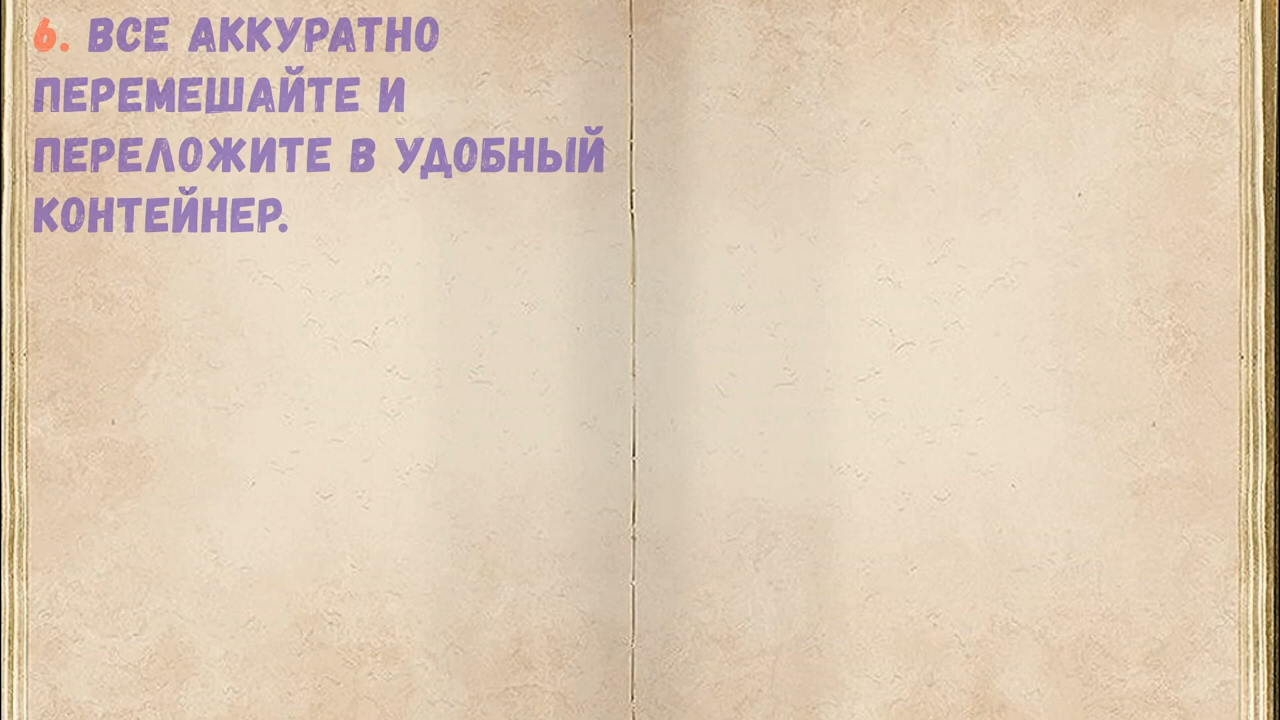 6. ВСЕ АККУРАТНО
ПЕРЕМЕШАЙТЕ И
ПЕРЕЛОЖИТЕ В УДОБНЫЙ
КОНТЕЙНЕР.